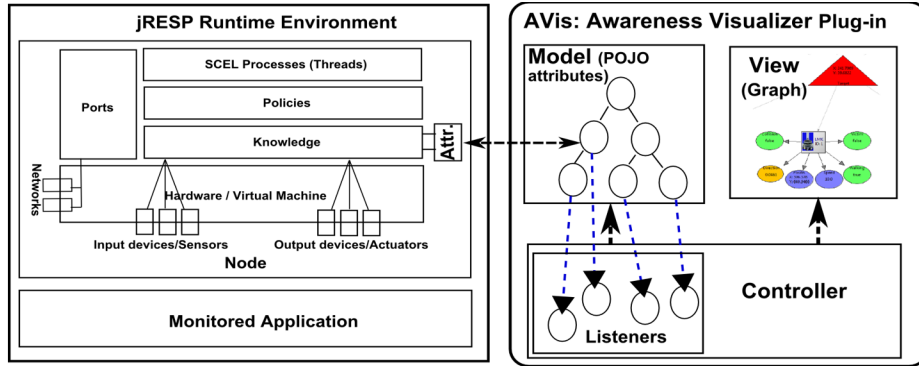 jRESP Runtime Environment
SCEL Processes (Threads)
Ports
Policies
Knowledge
Attr.
Networks
Hardware / Virtual Machine
Input devices/Sensors
Output devices/Actuators
Node
Monitored Application
AVis: Awareness Visualizer Plug-in
Model (POJO
attributes)
View
(Graph)
Controller
Listeners